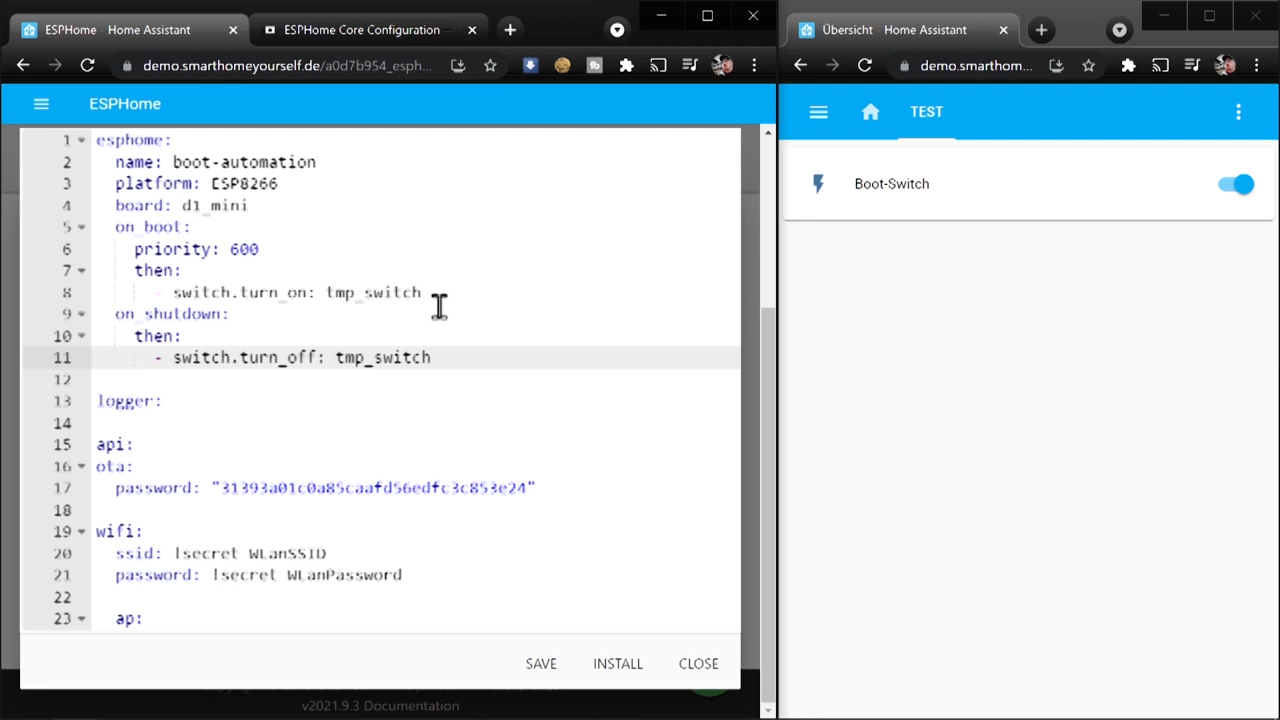 ESPHome - Home Assistant
ESPHome Core Configuration
Übersicht - Home Assistant
demo.smarthomeyourself.de/a0d7b954_esph...
demo.smarthom...
ESPHome
TEST
1 esphome:
2 name: boot-automation
3 platform: ESP8266
4 board: d1_mini
5 on_boot:
6 priority: 600
7 then:
8 - switch.turn_on: tmp_switch
9 on_shutdown:
10 then:
11 - switch.turn_off: tmp_switch
12
13 logger:
14
15 api:
16 ota:
17 password: "31393a01c0a85caafd56edfc3c853e24"
18
19 wifi:
20 ssid: !secret WLanSSID
21 password: !secret WLanPassword
22
23 ap:
Boot-Switch
SAVE INSTALL CLOSE
v2021.9.3 Documentation